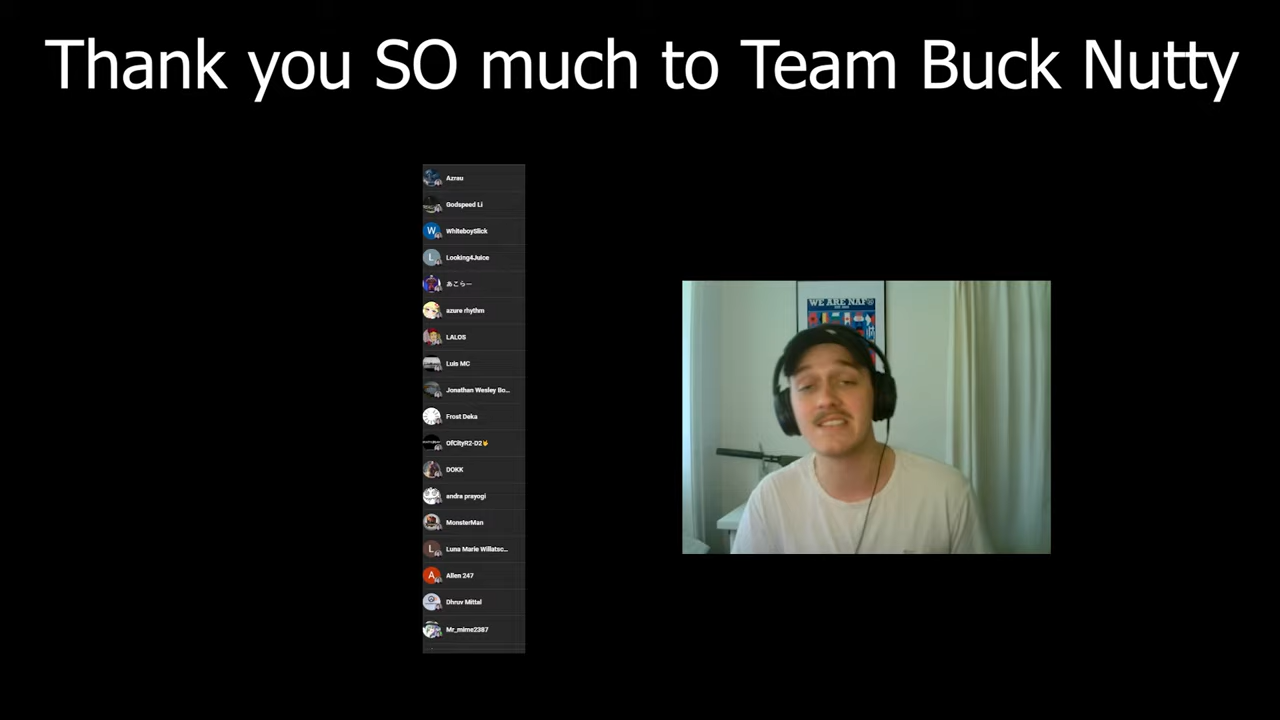 Thank you SO much to Team Buck Nutty
Azrau
Godspeed Li
W WhiteboySlick
L Looking4Juice
あこらー
azure rhythm
LALOS
Luis MC
Jonathan Wesley Bo...
Frost Deka
OfCityR2-D2
DOKK
andra prayogi
MonsterMan
L Luna Marie Willatsc...
A Allen 247
Dhruv Mittal
Mr_mime2387
WE ARE NAF®